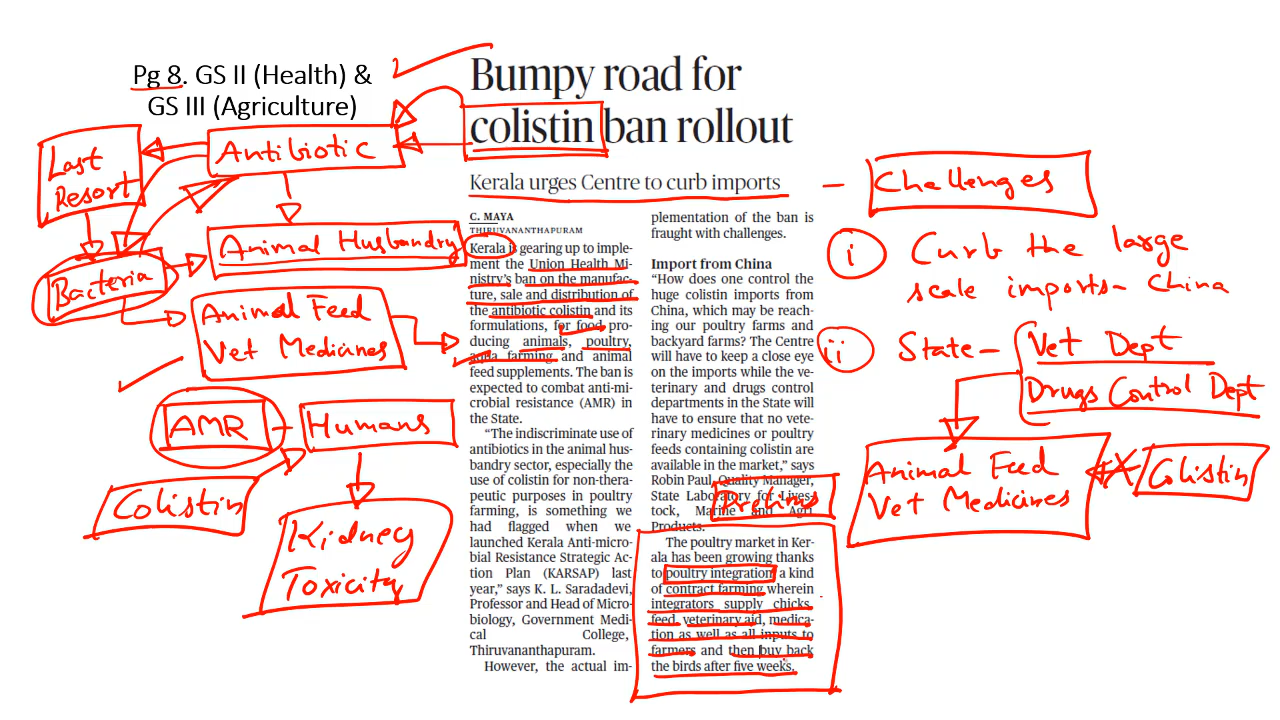 Pg 8. GS II (Health) &
GS III (Agriculture)
Bumpy road for
colistin ban rollout
Kerala urges Centre to curb imports
C. MAYA
THIRUVANANTHAPURAM
Kerala is gearing up to imple-
ment the Union Health Mi-
nistry's ban on the manufac-
ture, sale and distribution of
the antibiotic colistin and its
formulations, for food pro-
ducing animals, poultry,
aqua farming and animal
feed supplements. The ban is
expected to combat anti-mi-
crobial resistance (AMR) in
the State.
"The indiscriminate use of
antibiotics in the animal hus-
bandry sector, especially the
use of colistin for non-thera-
peutic purposes in poultry
farming, is something we
had flagged when we
launched Kerala Anti-micro-
bial Resistance Strategic Ac-
tion Plan (KARSAP) last
year," says K. L. Saradadevi,
Professor and Head of Micro-
biology, Government Medi-
cal College,
Thiruvananthapuram.
However, the actual im-
plementation of the ban is
fraught with challenges.
Import from China
"How does one control the
huge colistin imports from
China, which may be reach-
ing our poultry farms and
backyard farms? The Centre
will have to keep a close eye
on the imports while the ve-
terinary and drugs control
departments in the State will
have to ensure that no vete-
rinary medicines or poultry
feeds containing colistin are
available in the market," says
Robin Paul, Quality Manager,
State Laboratory for Lives-
tock, Marine and Agri
Products.
The poultry market in Ker-
ala has been growing thanks
to poultry integration, a kind
of contract farming wherein
integrators supply chicks,
feed, veterinary aid, medica-
tion as well as all inputs to
farmers and then buy back
the birds after five weeks.
Antibiotic
Last
Resort
Animal Husbandry
Bacteria
Animal Feed
Vet Medicines
AMR - Humans
Colistin
Kidney
Toxicity
Prelims
- Challenges
i Curb the large
scale imports - China
ii State - Vet Dept
Drugs Control Dept
Animal Feed
Vet Medicines
Colistin